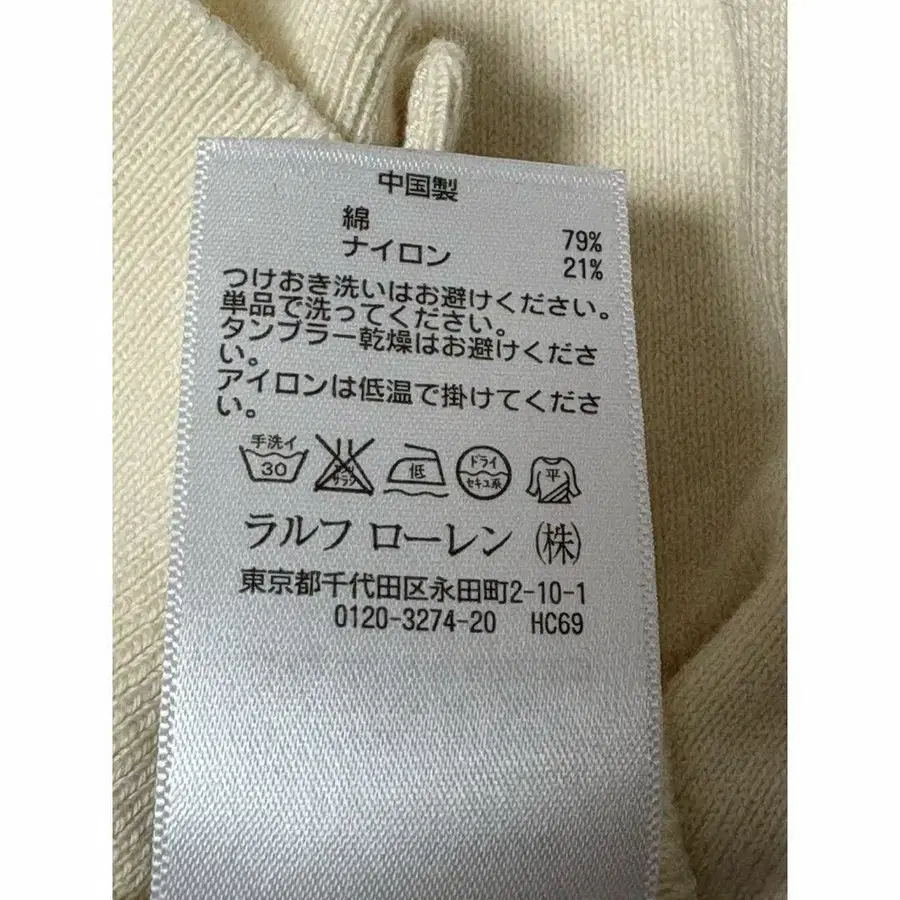 中国製
綿 79%
ナイロン 21%
つけおき洗いはお避けください。
単品で洗ってください。
タンブラー乾燥はお避けくださ
い。
アイロンは低温で掛けてくださ
い。
手洗イ 30 低 ドライ セキユ系 平
ラルフ ローレン (株)
東京都千代田区永田町2-10-1
0120-3274-20 HC69